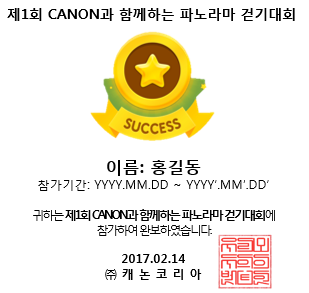 제1회 CANON과 함께하는 파노라마 걷기대회
SUCCESS
이름: 홍길동
참가기간: YYYY.MM.DD ~ YYYY'.MM'.DD'
귀하는 제1회 CANON과 함께하는 파노라마 걷기대회에
참가하여 완보하였습니다.
2017.02.14
㈜ 캐 논 코 리 아